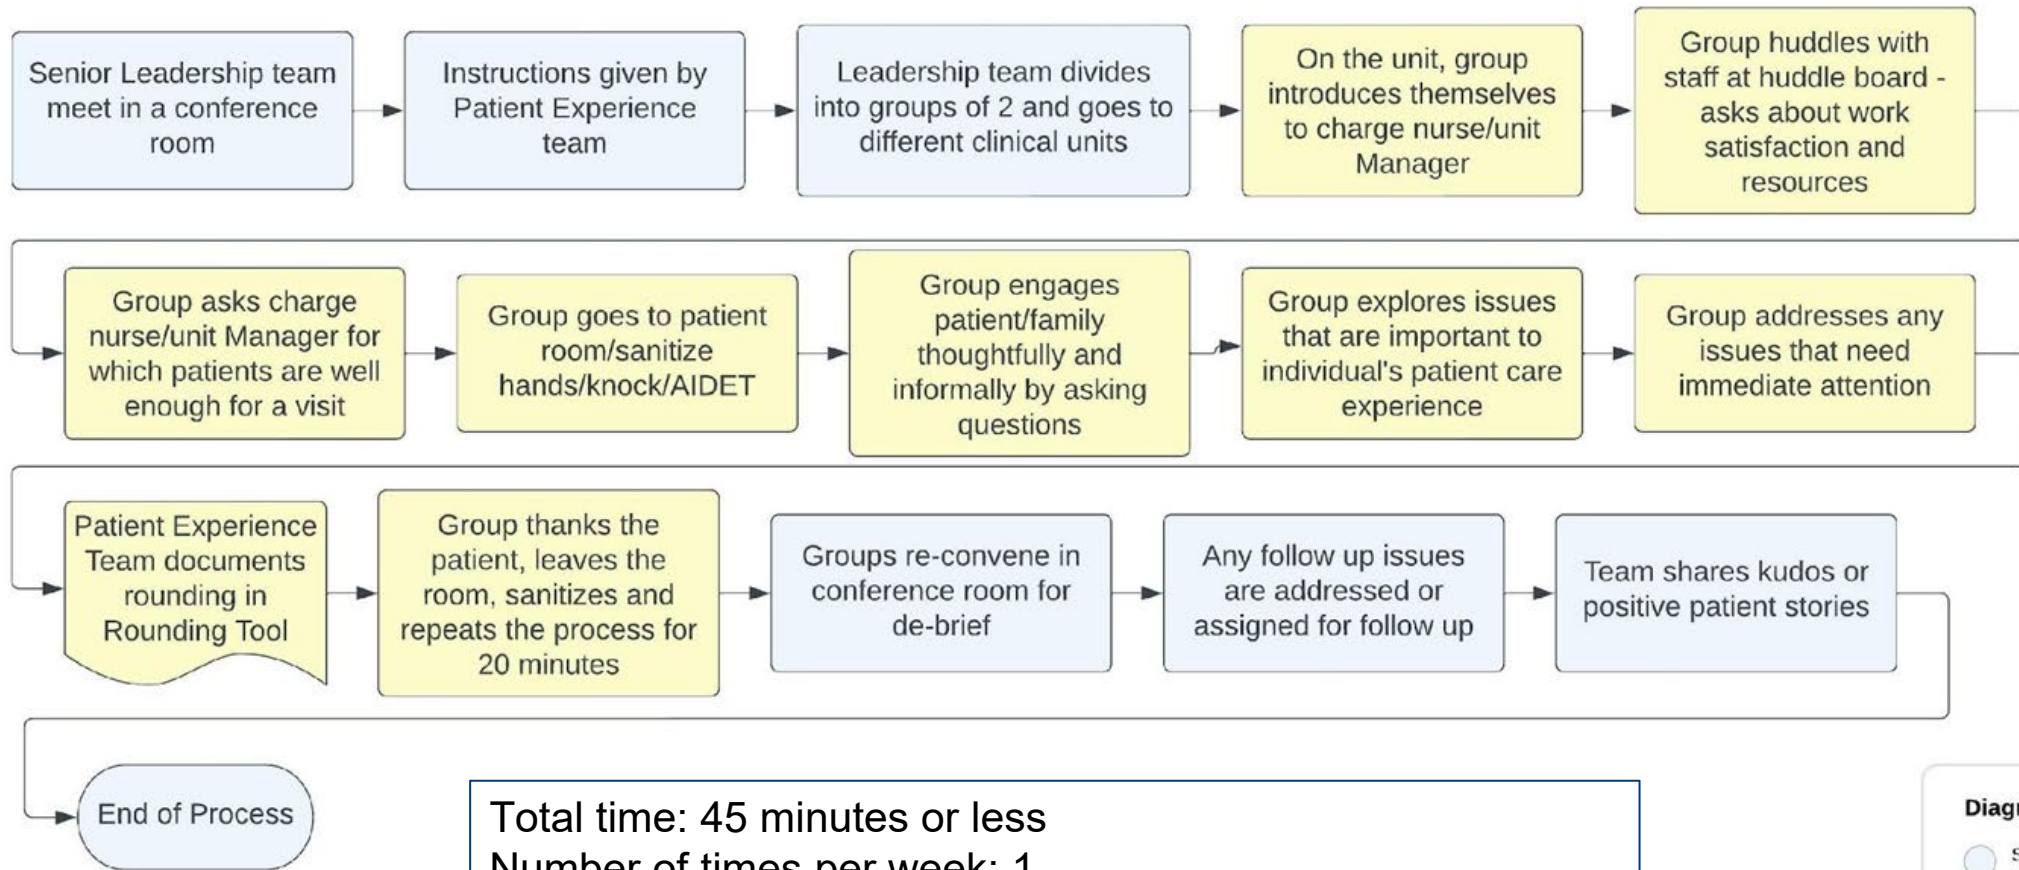 Senior Leadership team
meet in a conference
room
Instructions given by
Patient Experience
team
Leadership team divides
into groups of 2 and goes to
different clinical units
On the unit, group
introduces themselves
to charge nurse/unit
Manager
Group huddles with
staff at huddle board -
asks about work
satisfaction and
resources
Group asks charge
nurse/unit Manager for
which patients are well
enough for a visit
Group goes to patient
room/sanitize
hands/knock/AIDET
Group engages
patient/family
thoughtfully and
informally by asking
questions
Group explores issues
that are important to
individual's patient care
experience
Group addresses any
issues that need
immediate attention
Patient Experience
Team documents
rounding in
Rounding Tool
Group thanks the
patient, leaves the
room, sanitizes and
repeats the process for
20 minutes
Groups re-convene in
conference room for
de-brief
Any follow up issues
are addressed or
assigned for follow up
Team shares kudos or
positive patient stories
End of Process
Total time: 45 minutes or less
Number of times per week: 1